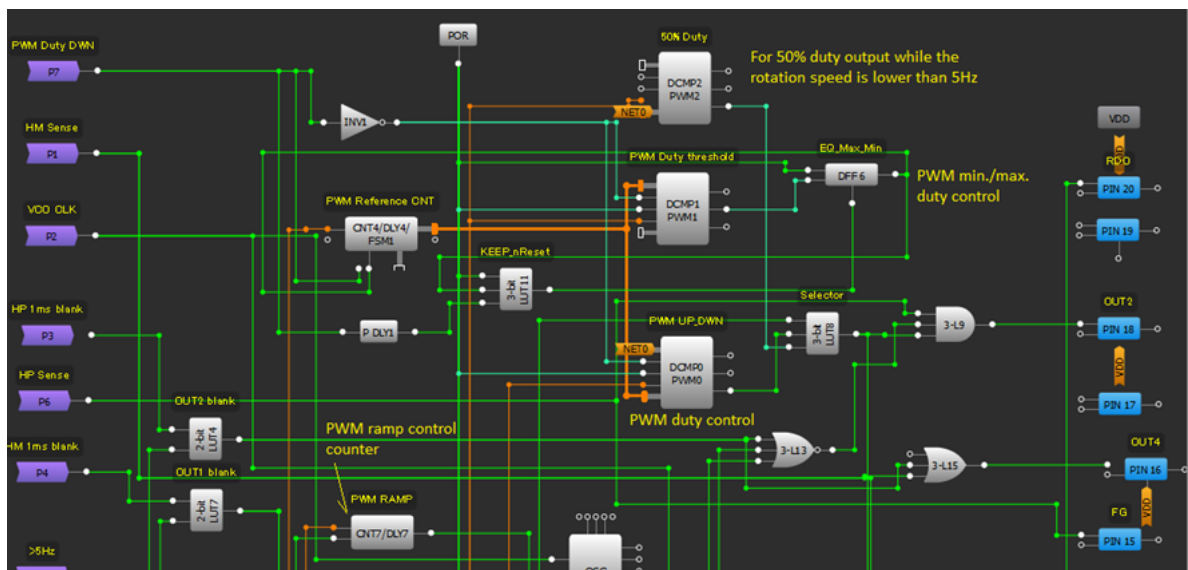 PWM Duty DWN
P7
HM Sense
P1
VCO CLK
P2
HP 1ms blank
P3
HP Sense
P6
HM 1ms blank
P4
>5Hz
POR
INV1
PWM Reference CNT
CNT4/DLY4/
FSM1
P DLY1
KEEP_nReset
3-bit
LUT11
OUT2 blank
2-bit
LUT4
OUT1 blank
2-bit
LUT7
PWM ramp control
counter
PWM RAMP
CNT7/DLY7
OSC
50% Duty
DCMP2
PWM2
NET0
For 50% duty output while the
rotation speed is lower than 5Hz
PWM Duty threshold
DCMP1
PWM1
EQ_Max_Min
DFF6
PWM min./max.
duty control
PWM UP_DWN
NET0
DCMP0
PWM0
PWM duty control
Selector
3-bit
LUT8
3-L9
3-L13
3-L15
VDD
RDO
PIN 20
PIN 19
OUT2
PIN 18
VDD
PIN 17
OUT4
PIN 16
VDD
FG
PIN 15